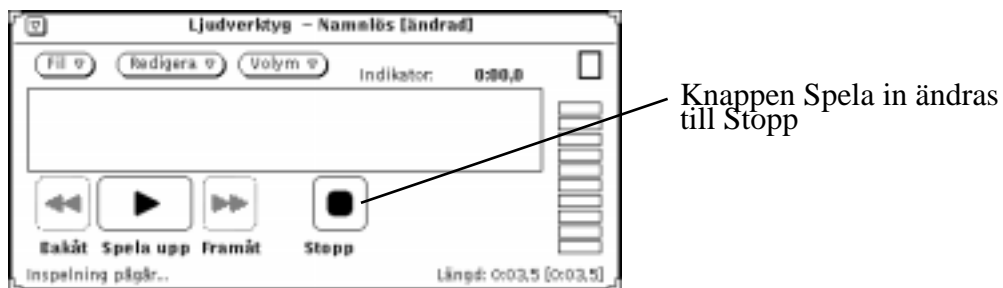 Ljudverktyg – Namnlös [ändrad]
Fil Redigera Volym Indikator: 0:00,0
Knappen Spela in ändras
till Stopp
Bakåt Spela upp Framåt Stopp
Inspelning pågår... Längd: 0:03,5 [0:03,5]